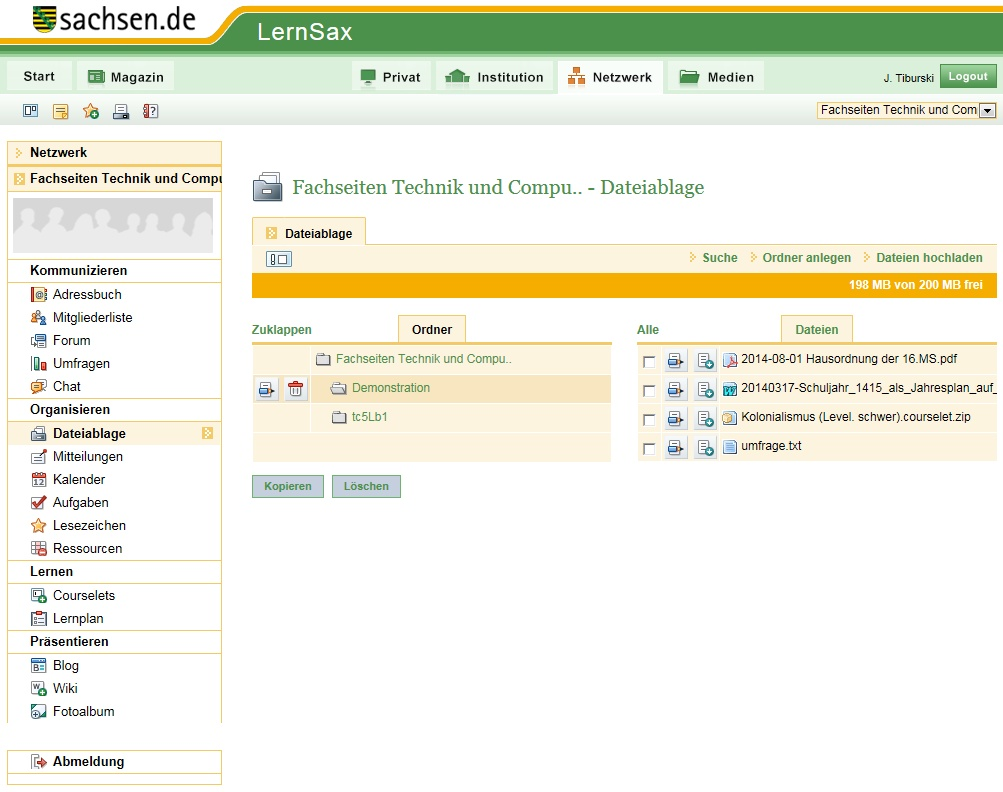 sachsen.de
LernSax
Start
Magazin
Privat
Institution
Netzwerk
Medien
J. Tiburski
Logout
Fachseiten Technik und Com
Netzwerk
Fachseiten Technik und Compu
Kommunizieren
Adressbuch
Mitgliederliste
Forum
Umfragen
Chat
Organisieren
Dateiablage
Mitteilungen
Kalender
Aufgaben
Lesezeichen
Ressourcen
Lernen
Courselets
Lernplan
Präsentieren
Blog
Wiki
Fotoalbum
Abmeldung
Fachseiten Technik und Compu.. - Dateiablage
Dateiablage
Suche
Ordner anlegen
Dateien hochladen
198 MB von 200 MB frei
Zuklappen
Ordner
Fachseiten Technik und Compu..
Demonstration
tc5Lb1
Kopieren
Löschen
Alle
Dateien
2014-08-01 Hausordnung der 16.MS.pdf
20140317-Schuljahr_1415_als_Jahresplan_auf_
Kolonialismus (Level. schwer).courselet.zip
umfrage.txt